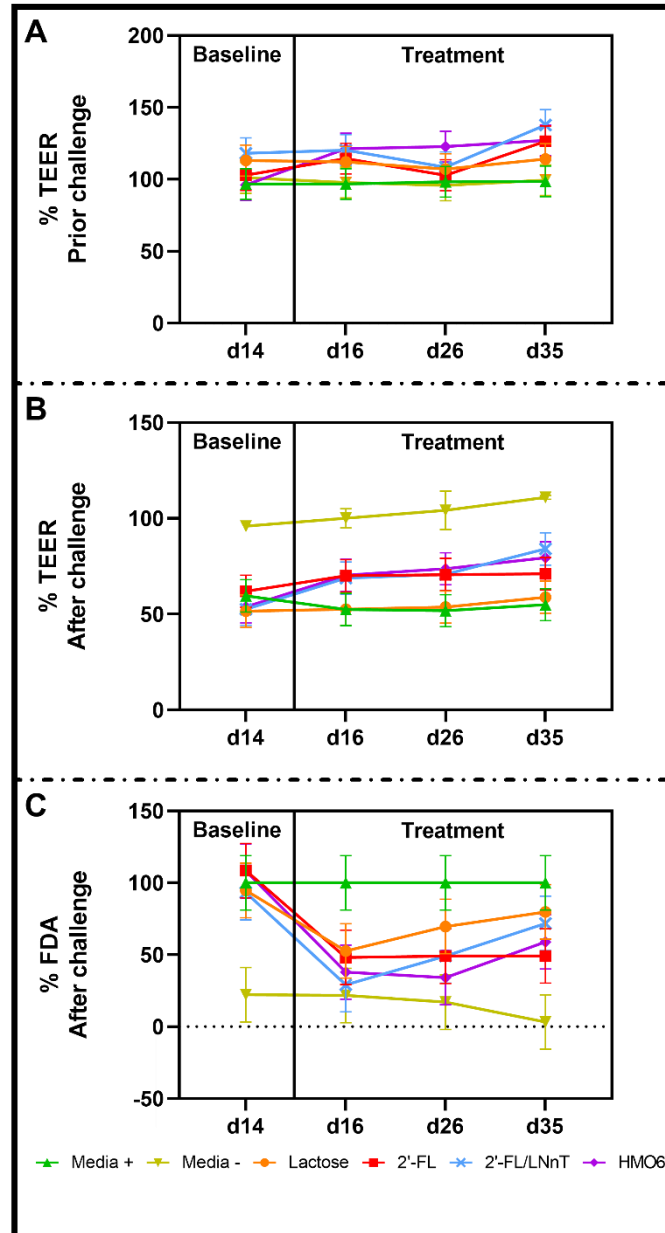 A
Baseline Treatment
% TEER
Prior challenge
200
150
100
50
0
d14 d16 d26 d35
B
Baseline Treatment
% TEER
After challenge
150
100
50
0
d14 d16 d26 d35
C
Baseline Treatment
% FDA
After challenge
150
100
50
0
-50
d14 d16 d26 d35
Media + Media - Lactose 2'-FL 2'-FL/LNnT HMO6